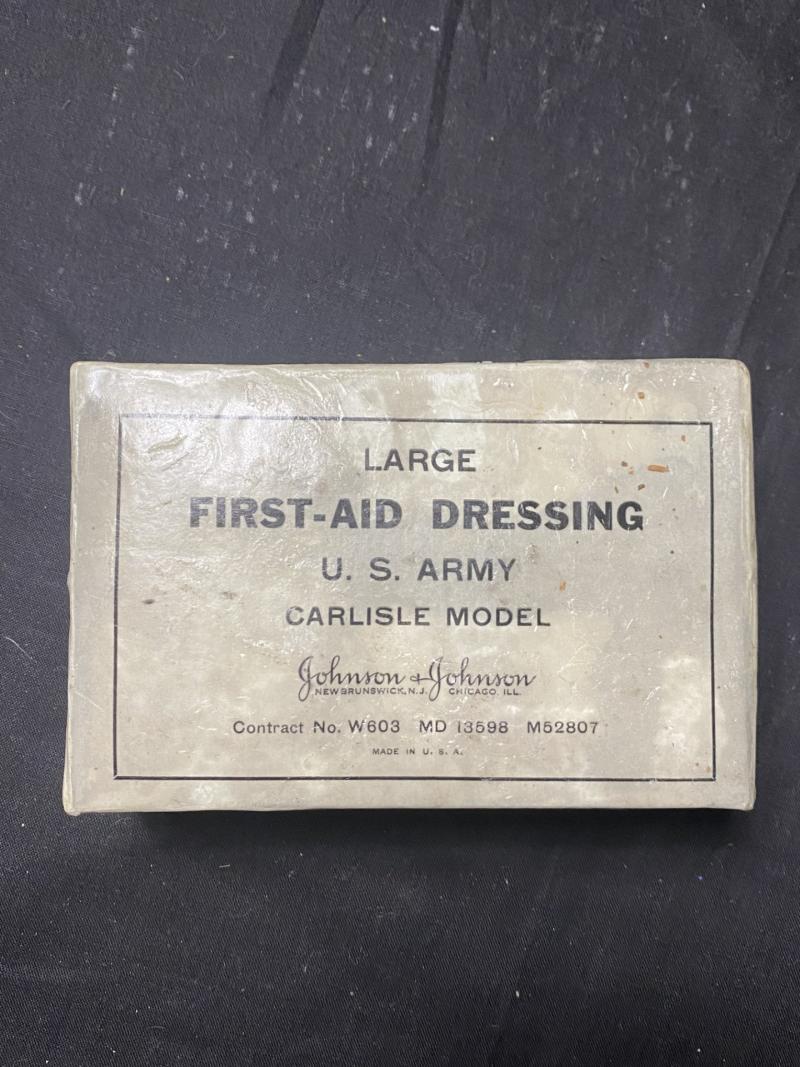 LARGE
FIRST-AID DRESSING
U. S. ARMY
CARLISLE MODEL
Johnson & Johnson
NEW BRUNSWICK, N.J. CHICAGO, ILL.
Contract No. W603 MD 13598 M52807
MADE IN U. S. A.